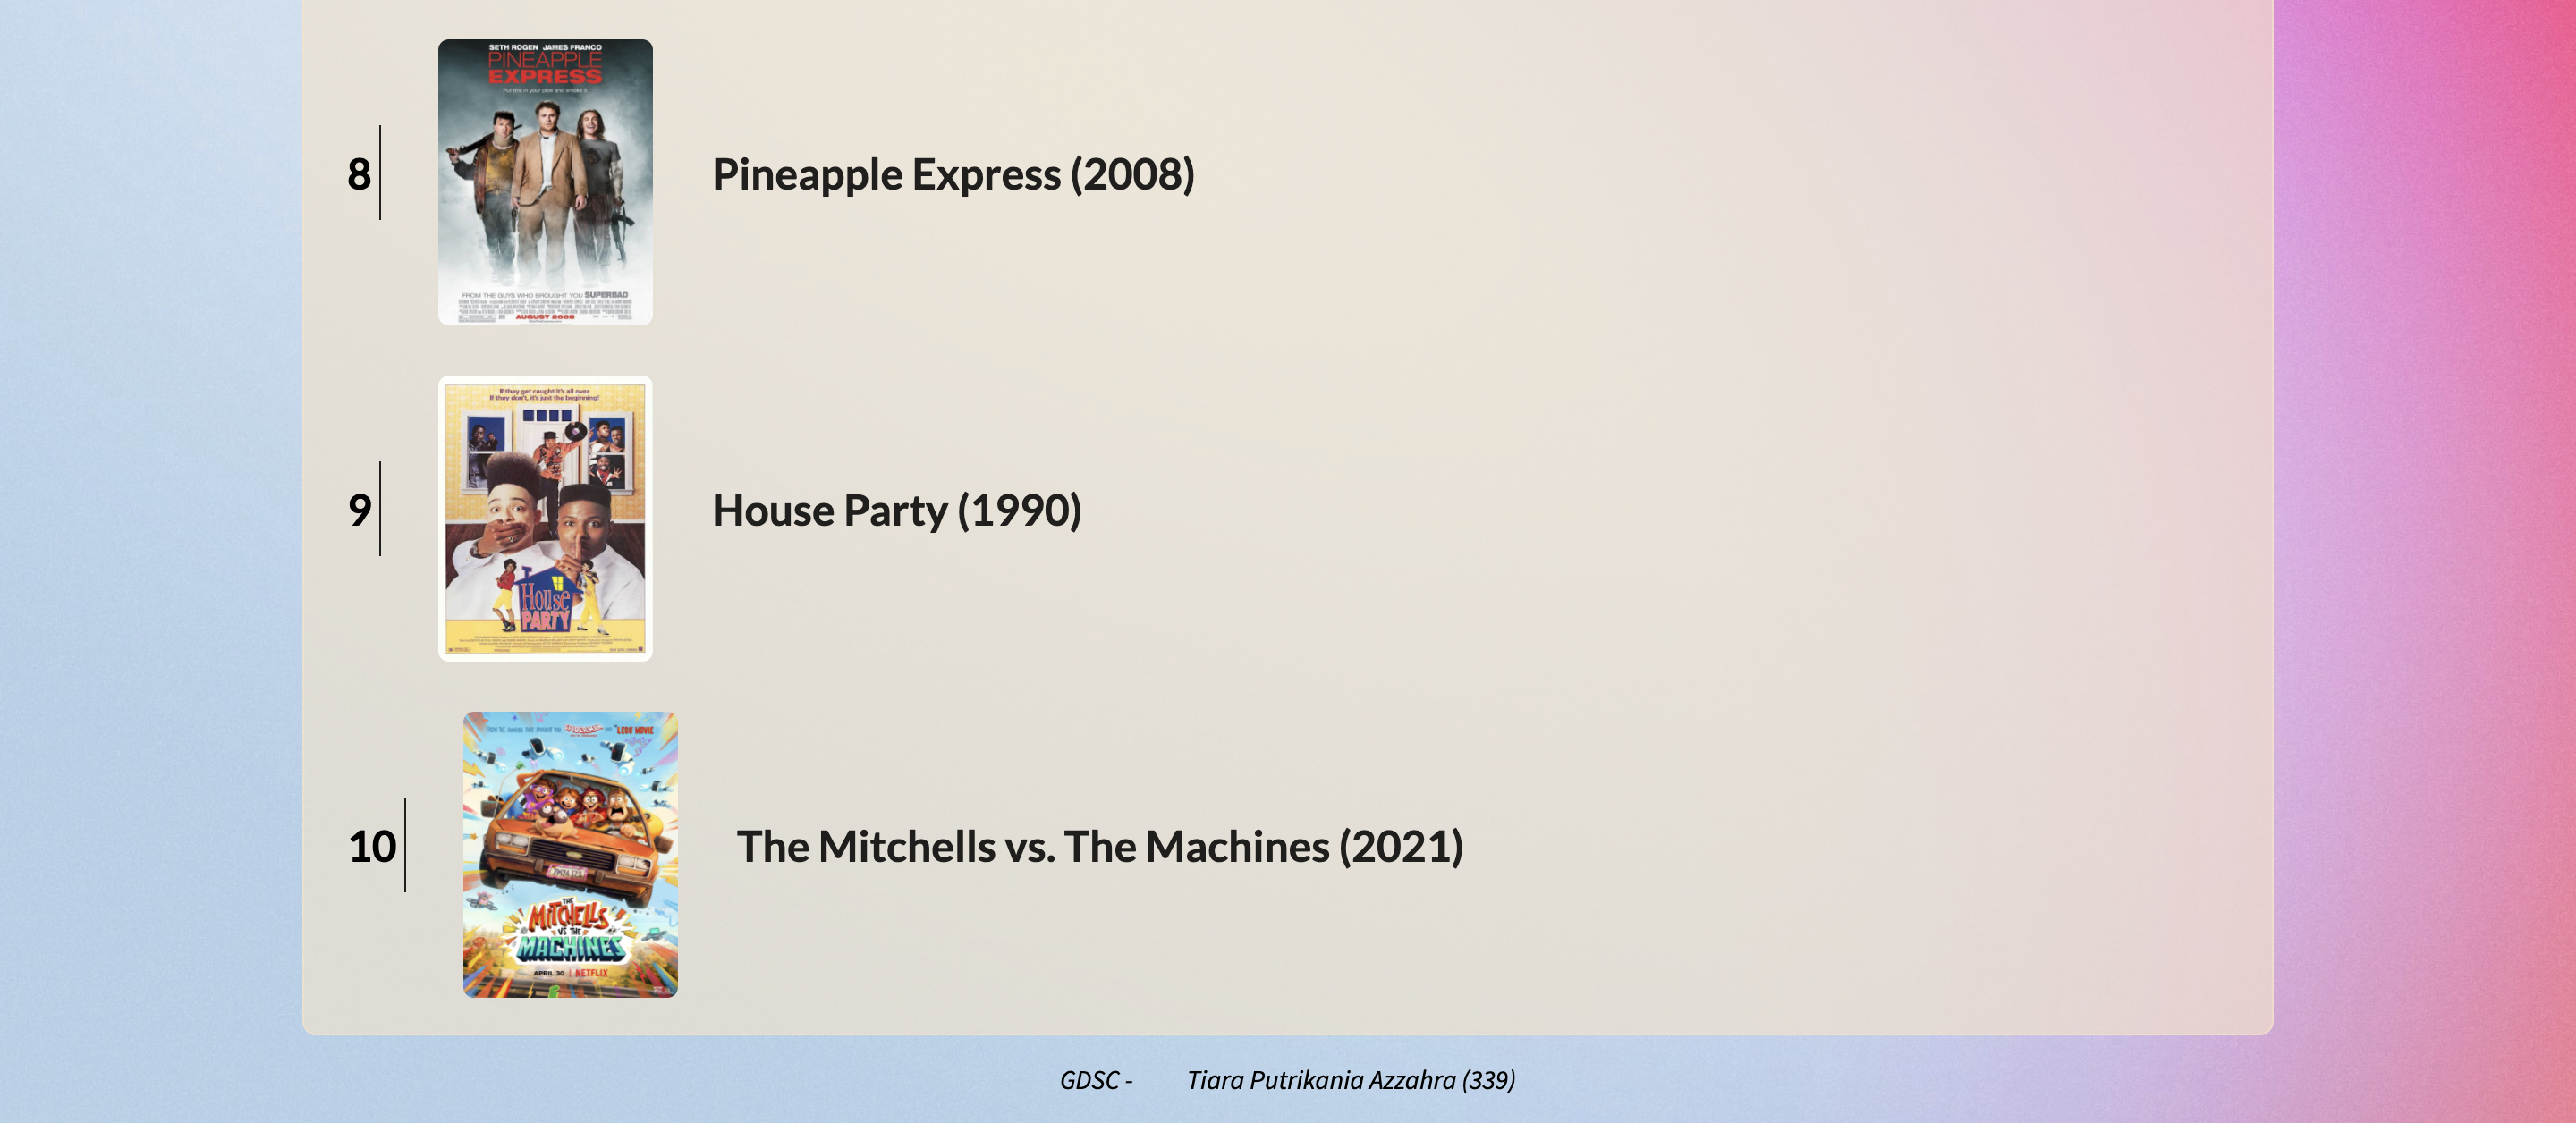 SETH ROGEN JAMES FRANCO
PINEAPPLE
EXPRESS
Put this in your pipe and smoke it
FROM THE GUYS WHO BROUGHT YOU SUPERBAD
AUGUST 2008
8
Pineapple Express (2008)
If they get caught it's all over.
If they don't, it's just the beginning!
House
PARTY
9
House Party (1990)
LEGO MOVIE
THE
MITCHELLS
VS THE
MACHINES
APRIL 30 | NETFLIX
10
The Mitchells vs. The Machines (2021)
GDSC - Tiara Putrikania Azzahra (339)